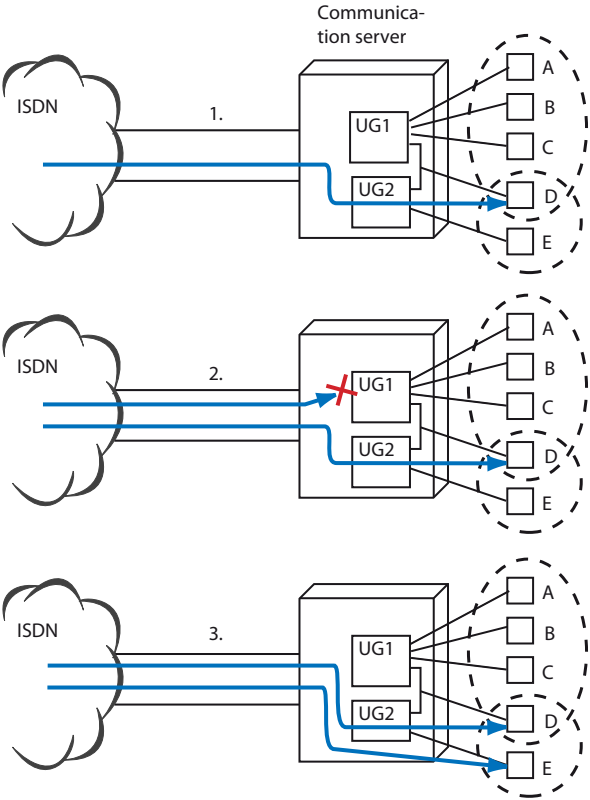 Communica-
tion server
ISDN
1.
UG1
UG2
A
B
C
D
E
ISDN
2.
UG1
UG2
A
B
C
D
E
ISDN
3.
UG1
UG2
A
B
C
D
E